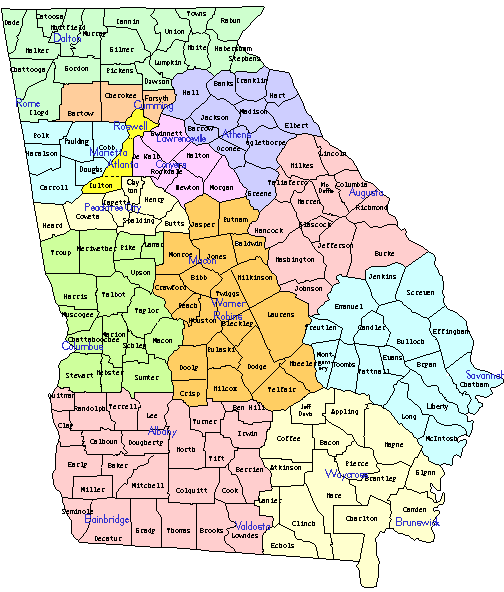 Dade
Catoosa
Towns
Rabun
Fannin
Murray
Union
Dalton
Gilmer
White
Habersham
Walker
Stephens
Lumpkin
Chattooga
Gordon
Pickens
Dawson
Hall
Banks
Franklin
Hart
Rome
Floyd
Bartow
Cherokee
Forsyth
Cumming
Jackson
Madison
Elbert
Roswell
Gwinnett
Barrow
Athens
Polk
Paulding
Cobb
Marietta
Lawrenceville
Oconee
Oglethorpe
Haralson
Atlanta
De Kalb
Walton
Wilkes
Lincoln
Douglas
Conyers
Rockdale
Carroll
Fulton
Clay
ton
Newton
Morgan
Greene
Taliaferro
Mc
Duffie
Columbia
Augusta
Fayette
Henry
Warren
Richmond
Peachtree City
Coweta
Spalding
Butts
Jasper
Putnam
Heard
Hancock
Glascock
Troup
Meriwether
Pike
Lamar
Monroe
Jones
Baldwin
Jefferson
Burke
Macon
Washington
Upson
Bibb
Wilkinson
Jenkins
Harris
Talbot
Crawford
Twiggs
Johnson
Screven
Taylor
Peach
Warner
Robins
Emanuel
Muscogee
Houston
Bleckley
Laurens
Treutlen
Candler
Effingham
Chattahoochee
Marion
Macon
Bulloch
Columbus
Schley
Pulaski
Mont
gom
ery
Evans
Bryan
Stewart
Webster
Sumter
Dooly
Dodge
Wheeler
Toombs
Tattnall
Savannah
Chatham
Quitman
Crisp
Wilcox
Telfair
Randolph
Terrell
Lee
Ben Hill
Jeff
Davis
Appling
Long
Liberty
Clay
Turner
Irwin
McIntosh
Calhoun
Dougherty
Albany
Coffee
Bacon
Wayne
Worth
Tift
Early
Baker
Berrien
Atkinson
Pierce
Glynn
Miller
Mitchell
Colquitt
Cook
Waycross
Brantley
Lanier
Ware
Seminole
Camden
Bainbridge
Valdosta
Clinch
Charlton
Brunswick
Decatur
Grady
Thomas
Brooks
Lowndes
Echols